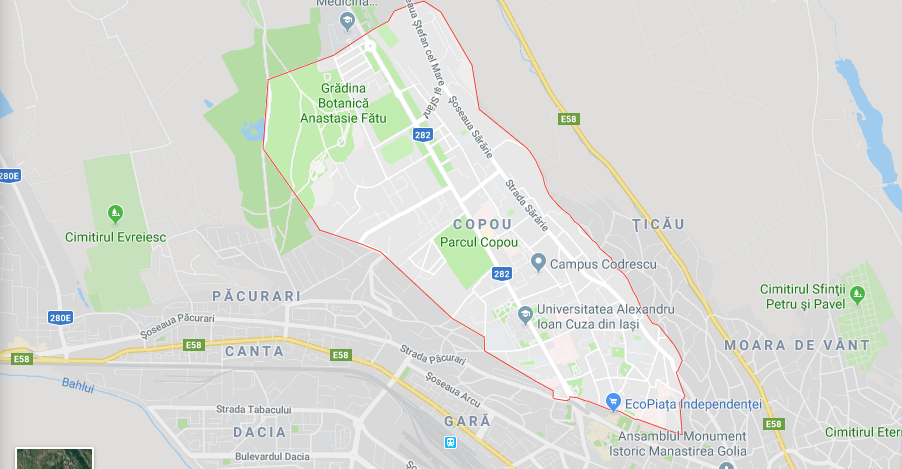 Medicină...
Șoseaua Ștefan cel Mare și Sfânt
Grădina
Botanică
Anastasie Fătu
Șoseaua Sărărie
E58
282
280E
Strada Sărărie
Cimitirul Evreiesc
COPOU
ȚICĂU
Parcul Copou
282
Campus Codrescu
Cimitirul Sfinții
Petru și Pavel
PĂCURARI
280E
Șoseaua Păcurari
Universitatea Alexandru
Ioan Cuza din Iași
E58
E58
E58
CANTA
Strada Păcurari
MOARA DE VÂNT
Bahlui
Șoseaua Arcu
EcoPiața Independenței
Strada Tabacului
GARĂ
E58
DACIA
Ansamblul Monument
Istoric Manastirea Golia
Cimitirul Etern
Bulevardul Dacia